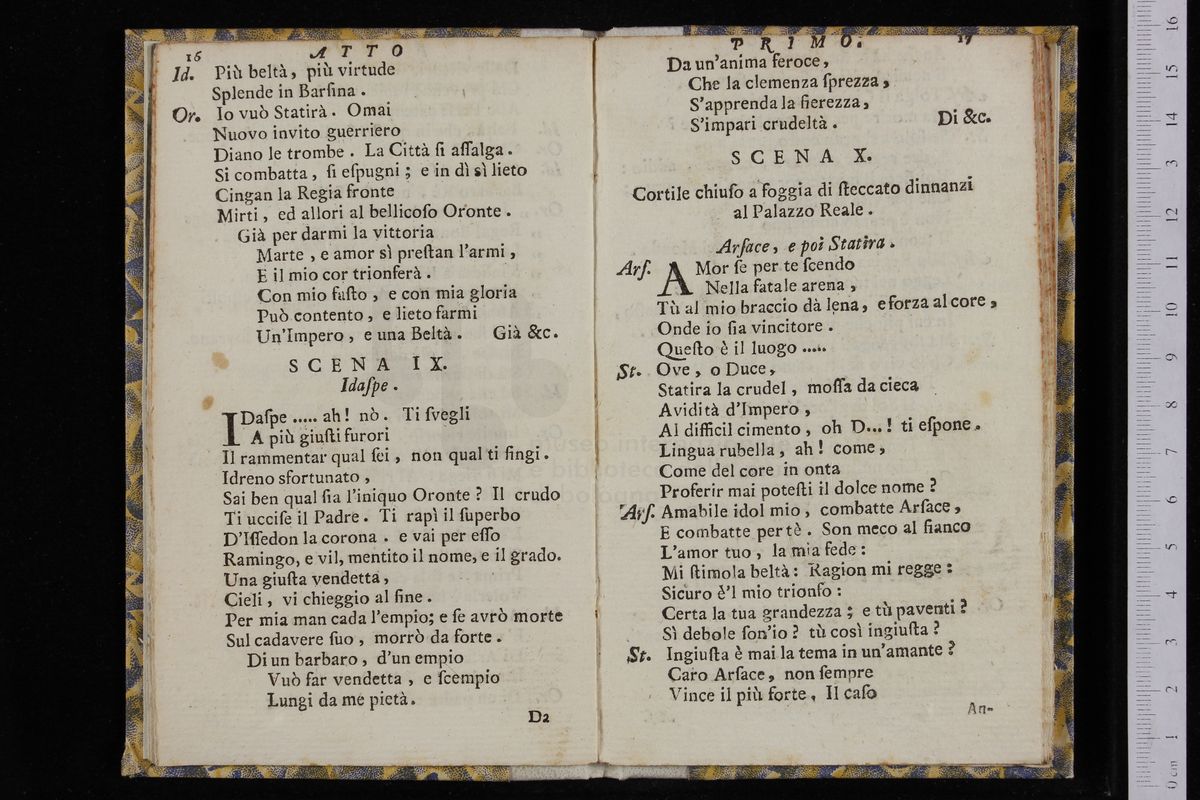 16
ATTO
Id. Più beltà, più virtude
Splende in Barſina.
Or. Io vuò Statirà. Omai
Nuovo invito guerriero
Diano le trombe. La Città ſi aſſalga.
Si combatta, ſi eſpugni; e in dì sì lieto
Cingan la Regia fronte
Mirti, ed allori al bellicoſo Oronte.
Già per darmi la vittoria
Marte, e amor sì preſtan l'armi,
E il mio cor trionferà.
Con mio faſto, e con mia gloria
Può contento, e lieto farmi
Un'Impero, e una Beltà. Già &c.
SCENA IX.
Idaſpe.
IDaſpe ..... ah! nò. Ti ſvegli
A più giuſti furori
Il rammentar qual ſei, non qual ti fingi.
Idreno sfortunato,
Sai ben qual ſia l'iniquo Oronte? Il crudo
Ti ucciſe il Padre. Ti rapì il ſuperbo
D'Iſſedon la corona. e vai per eſſo
Ramingo, e vil, mentito il nome, e il grado.
Una giuſta vendetta,
Cieli, vi chieggio al fine.
Per mia man cada l'empio; e ſe avrò morte
Sul cadavere ſuo, morrò da forte.
Di un barbaro, d'un empio
Vuò far vendetta, e ſcempio
Lungi da me pietà.
D2
PRIMO. 17
Da un'anima feroce,
Che la clemenza ſprezza,
S'apprenda la fierezza,
S'impari crudeltà. Di &c.
SCENA X.
Cortile chiuſo a foggia di ſteccato dinnanzi
al Palazzo Reale.
Arſace, e poi Statira.
Arſ. AMor ſe per te ſcendo
Nella fatale arena,
Tù al mio braccio dà lena, e forza al core,
Onde io ſia vincitore.
Queſto è il luogo .....
St. Ove, o Duce,
Statira la crudel, moſſa da cieca
Avidità d'Impero,
Al difficil cimento, oh D...! ti eſpone.
Lingua rubella, ah! come,
Come del core in onta
Proferir mai poteſti il dolce nome?
Arſ. Amabile idol mio, combatte Arſace,
E combatte per tè. Son meco al fianco
L'amor tuo, la mia fede:
Mi ſtimola beltà: Ragion mi regge:
Sicuro è'l mio trionfo:
Certa la tua grandezza; e tù paventi?
Sì debole ſon'io? tù così ingiuſta?
St. Ingiuſta è mai la tema in un'amante?
Caro Arſace, non ſempre
Vince il più forte. Il caſo
An-